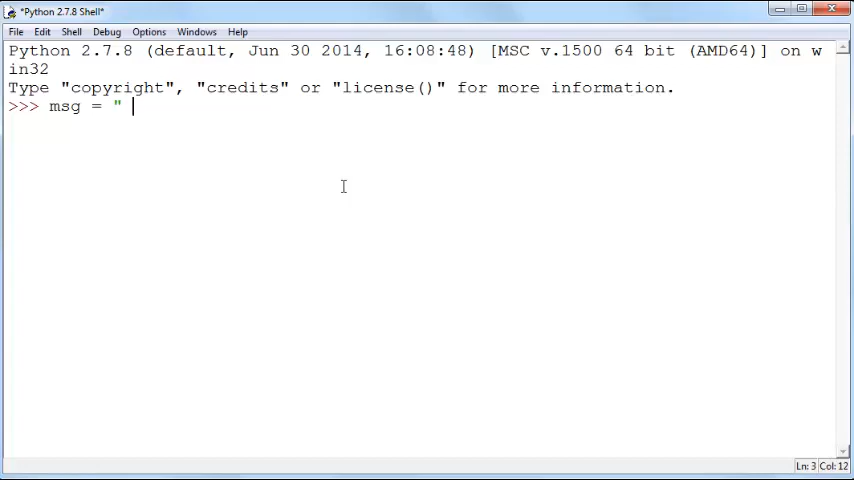 *Python 2.7.8 Shell*
File Edit Shell Debug Options Windows Help
Python 2.7.8 (default, Jun 30 2014, 16:08:48) [MSC v.1500 64 bit (AMD64)] on w
in32
Type "copyright", "credits" or "license()" for more information.
>>> msg = "
Ln: 3 Col: 12